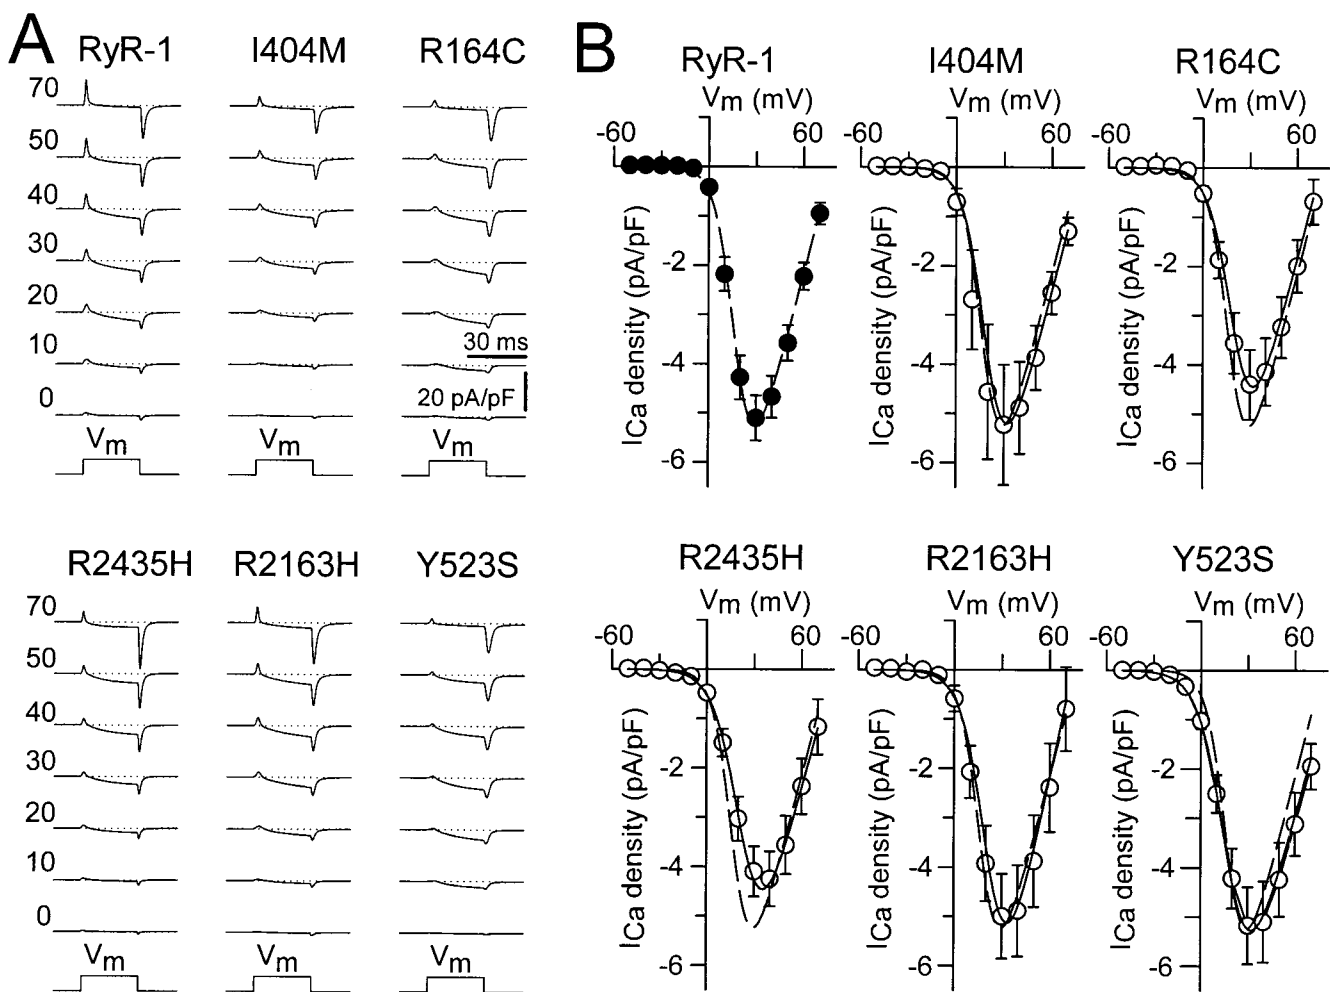 A
RyR-1 I404M R164C
70
50
40
30
20
10
0
30 ms
20 pA/pF
Vm Vm Vm
R2435H R2163H Y523S
70
50
40
30
20
10
0
Vm Vm Vm
B
RyR-1 I404M R164C
Vm (mV) Vm (mV) Vm (mV)
-60 60 -60 60 -60 60
ICa density (pA/pF) ICa density (pA/pF) ICa density (pA/pF)
-2 -2 -2
-4 -4 -4
-6 -6 -6
R2435H R2163H Y523S
Vm (mV) Vm (mV) Vm (mV)
-60 60 -60 60 -60 60
ICa density (pA/pF) ICa density (pA/pF) ICa density (pA/pF)
-2 -2 -2
-4 -4 -4
-6 -6 -6